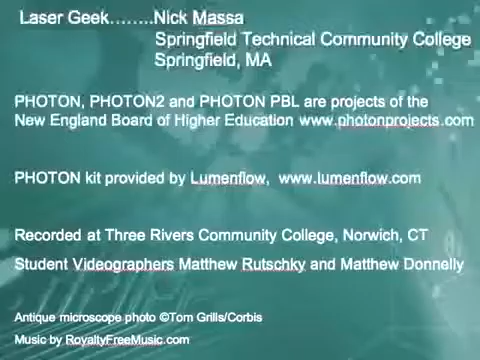 Laser Geek........Nick Massa
Springfield Technical Community College
Springfield, MA
PHOTON, PHOTON2 and PHOTON PBL are projects of the
New England Board of Higher Education www.photonprojects.com
PHOTON kit provided by Lumenflow, www.lumenflow.com
Recorded at Three Rivers Community College, Norwich, CT
Student Videographers Matthew Rutschky and Matthew Donnelly
Antique microscope photo ©Tom Grills/Corbis
Music by RoyaltyFreeMusic.com